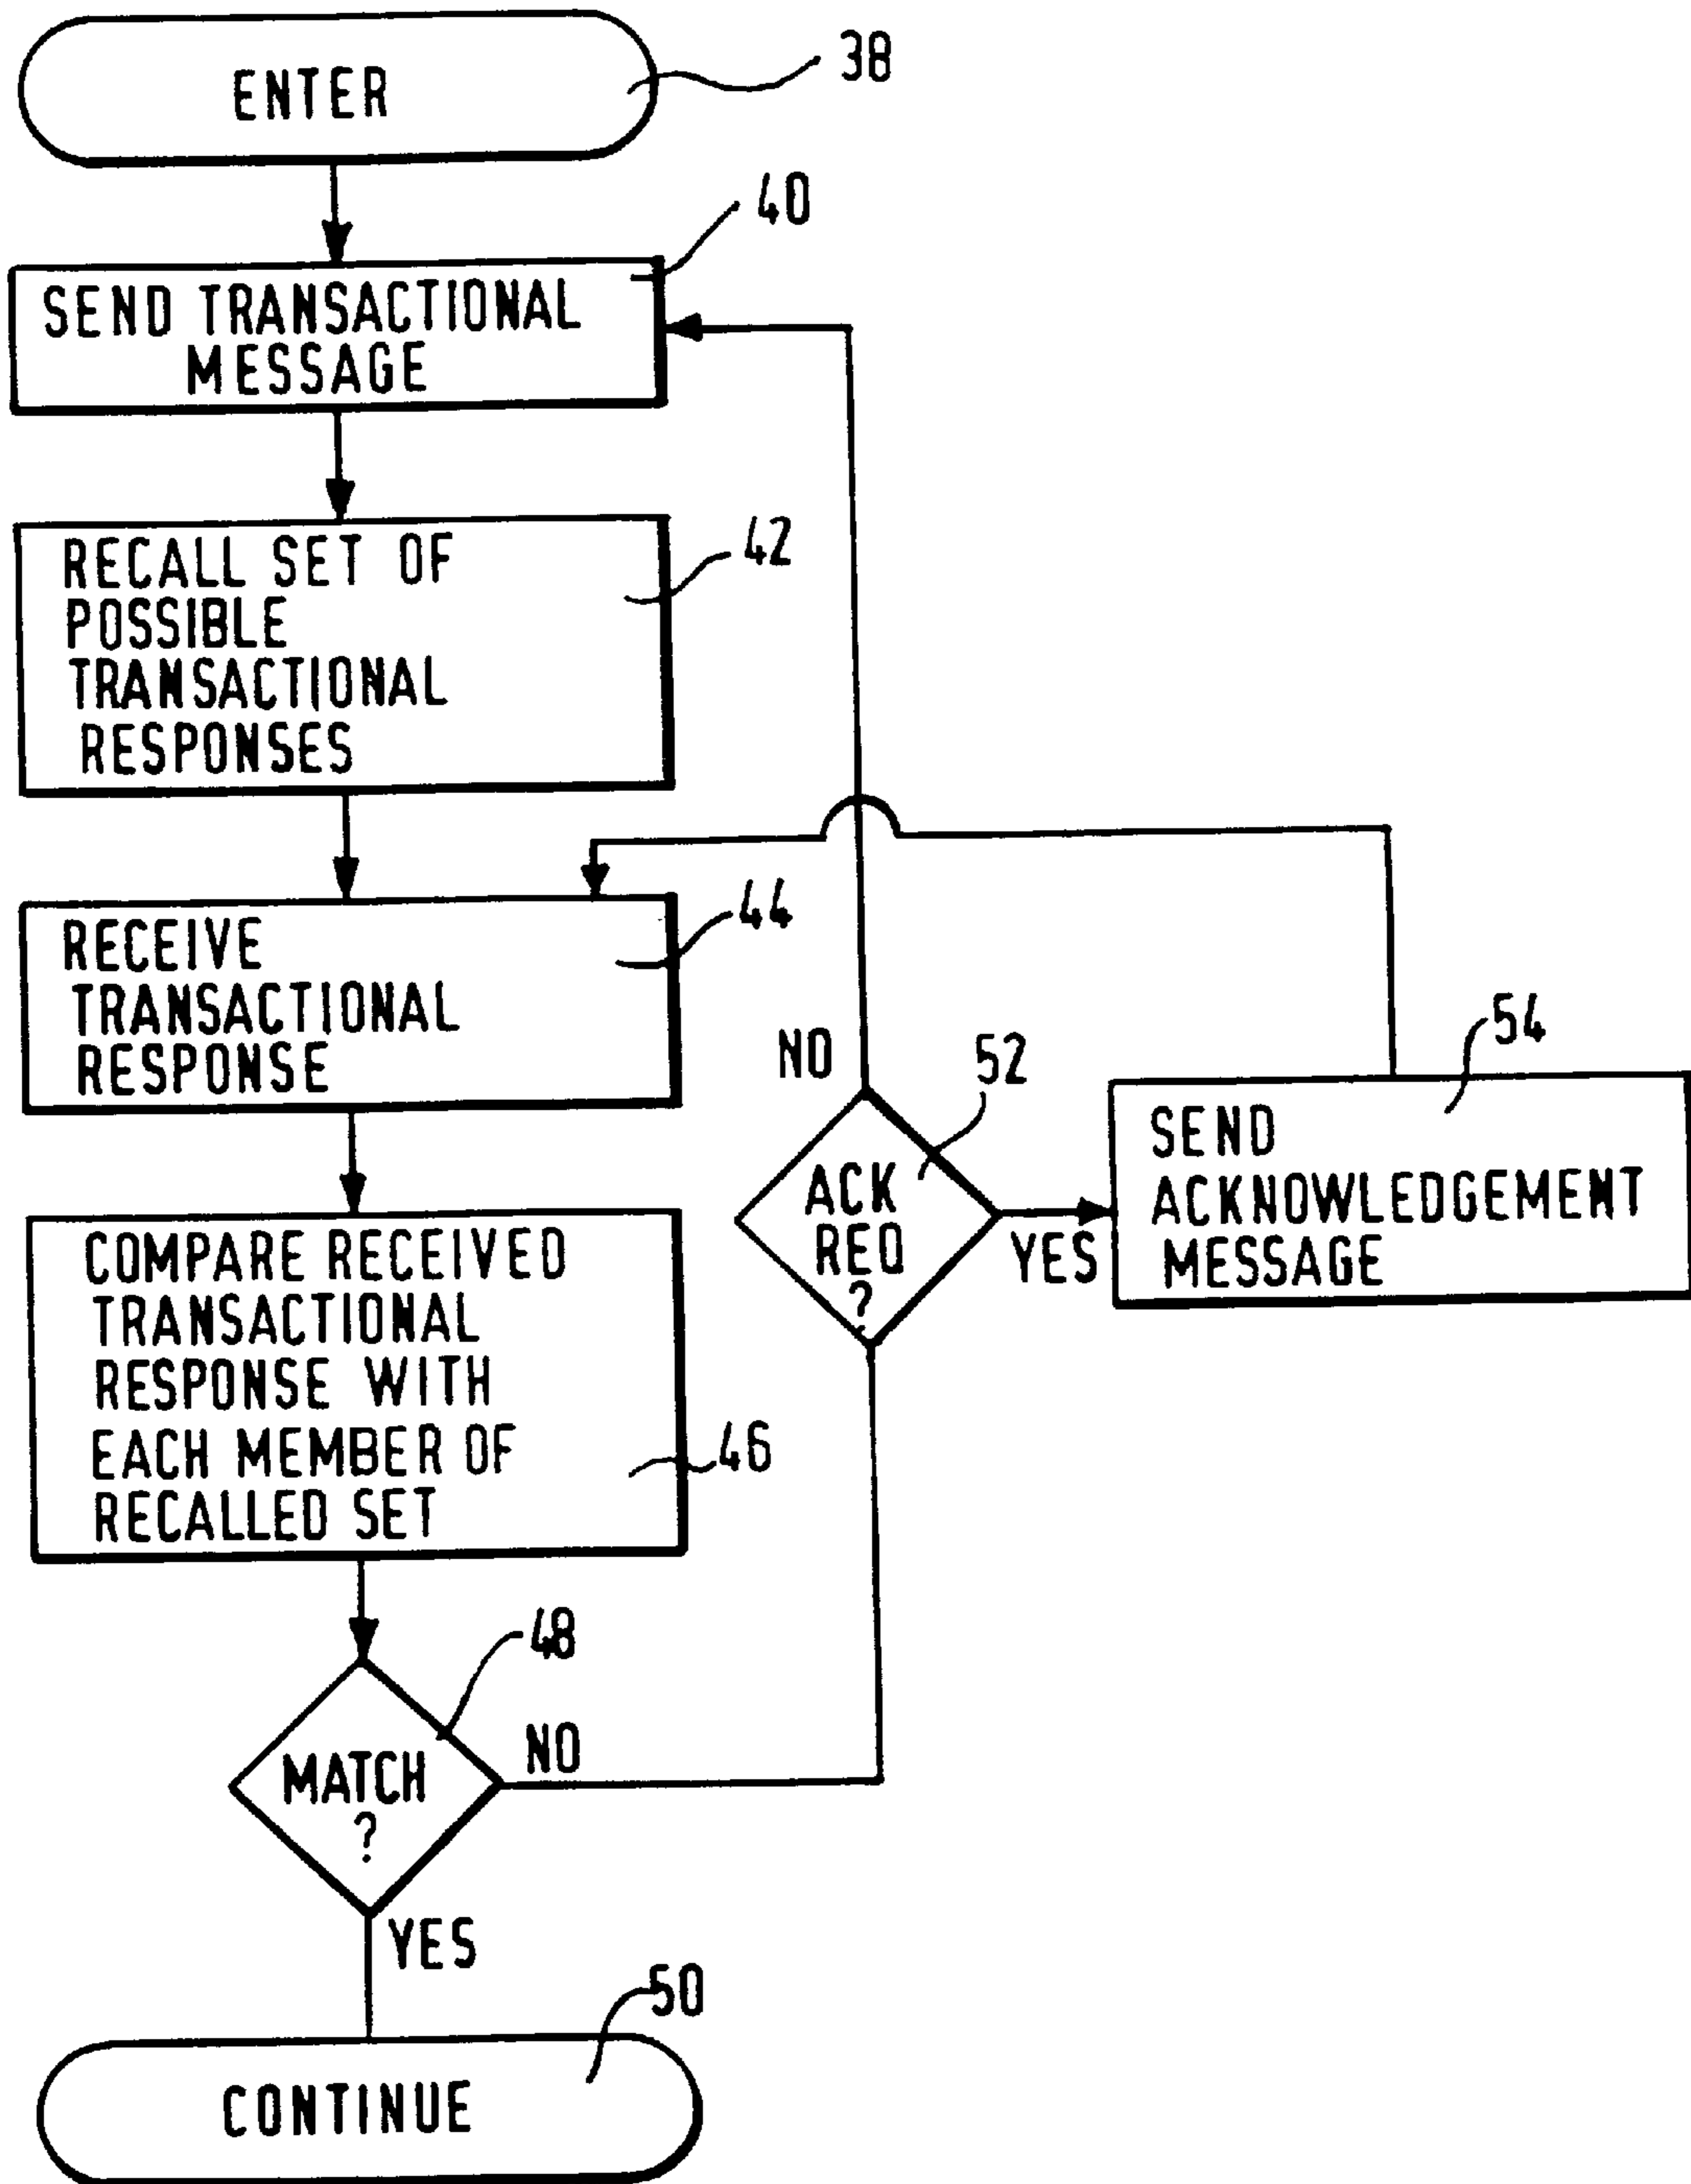 ENTER
38
SEND TRANSACTIONAL
MESSAGE
40
RECALL SET OF
POSSIBLE
TRANSACTIONAL
RESPONSES
42
RECEIVE
TRANSACTIONAL
RESPONSE
44
COMPARE RECEIVED
TRANSACTIONAL
RESPONSE WITH
EACH MEMBER OF
RECALLED SET
46
MATCH
?
48
NO
YES
CONTINUE
50
ACK
REQ
?
52
NO
YES
SEND
ACKNOWLEDGEMENT
MESSAGE
54